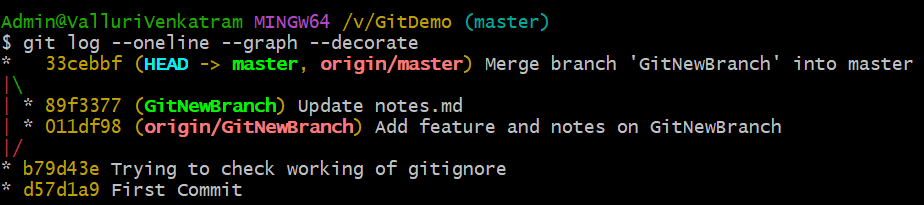 Admin@ValluriVenkatram MINGW64 /v/GitDemo (master)
$ git log --oneline --graph --decorate
*   33cebbf (HEAD -> master, origin/master) Merge branch 'GitNewBranch' into master
|\
| * 89f3377 (GitNewBranch) Update notes.md
| * 011df98 (origin/GitNewBranch) Add feature and notes on GitNewBranch
|/
* b79d43e Trying to check working of gitignore
* d57d1a9 First Commit